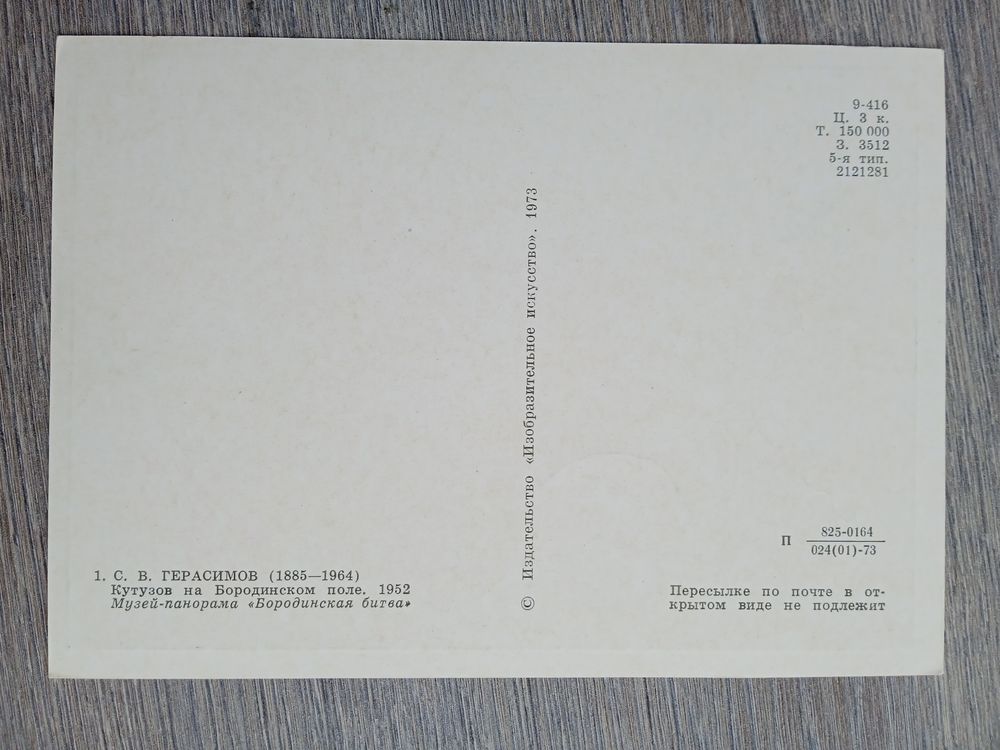 9-416
Ц. 3 к.
Т. 150 000
З. 3512
5-я тип.
2121281
© Издательство «Изобразительное искусство». 1973
1. С. В. ГЕРАСИМОВ (1885—1964)
Кутузов на Бородинском поле. 1952
Музей-панорама «Бородинская битва»
П 825-0164
024(01)-73
Пересылке по почте в от-
крытом виде не подлежит